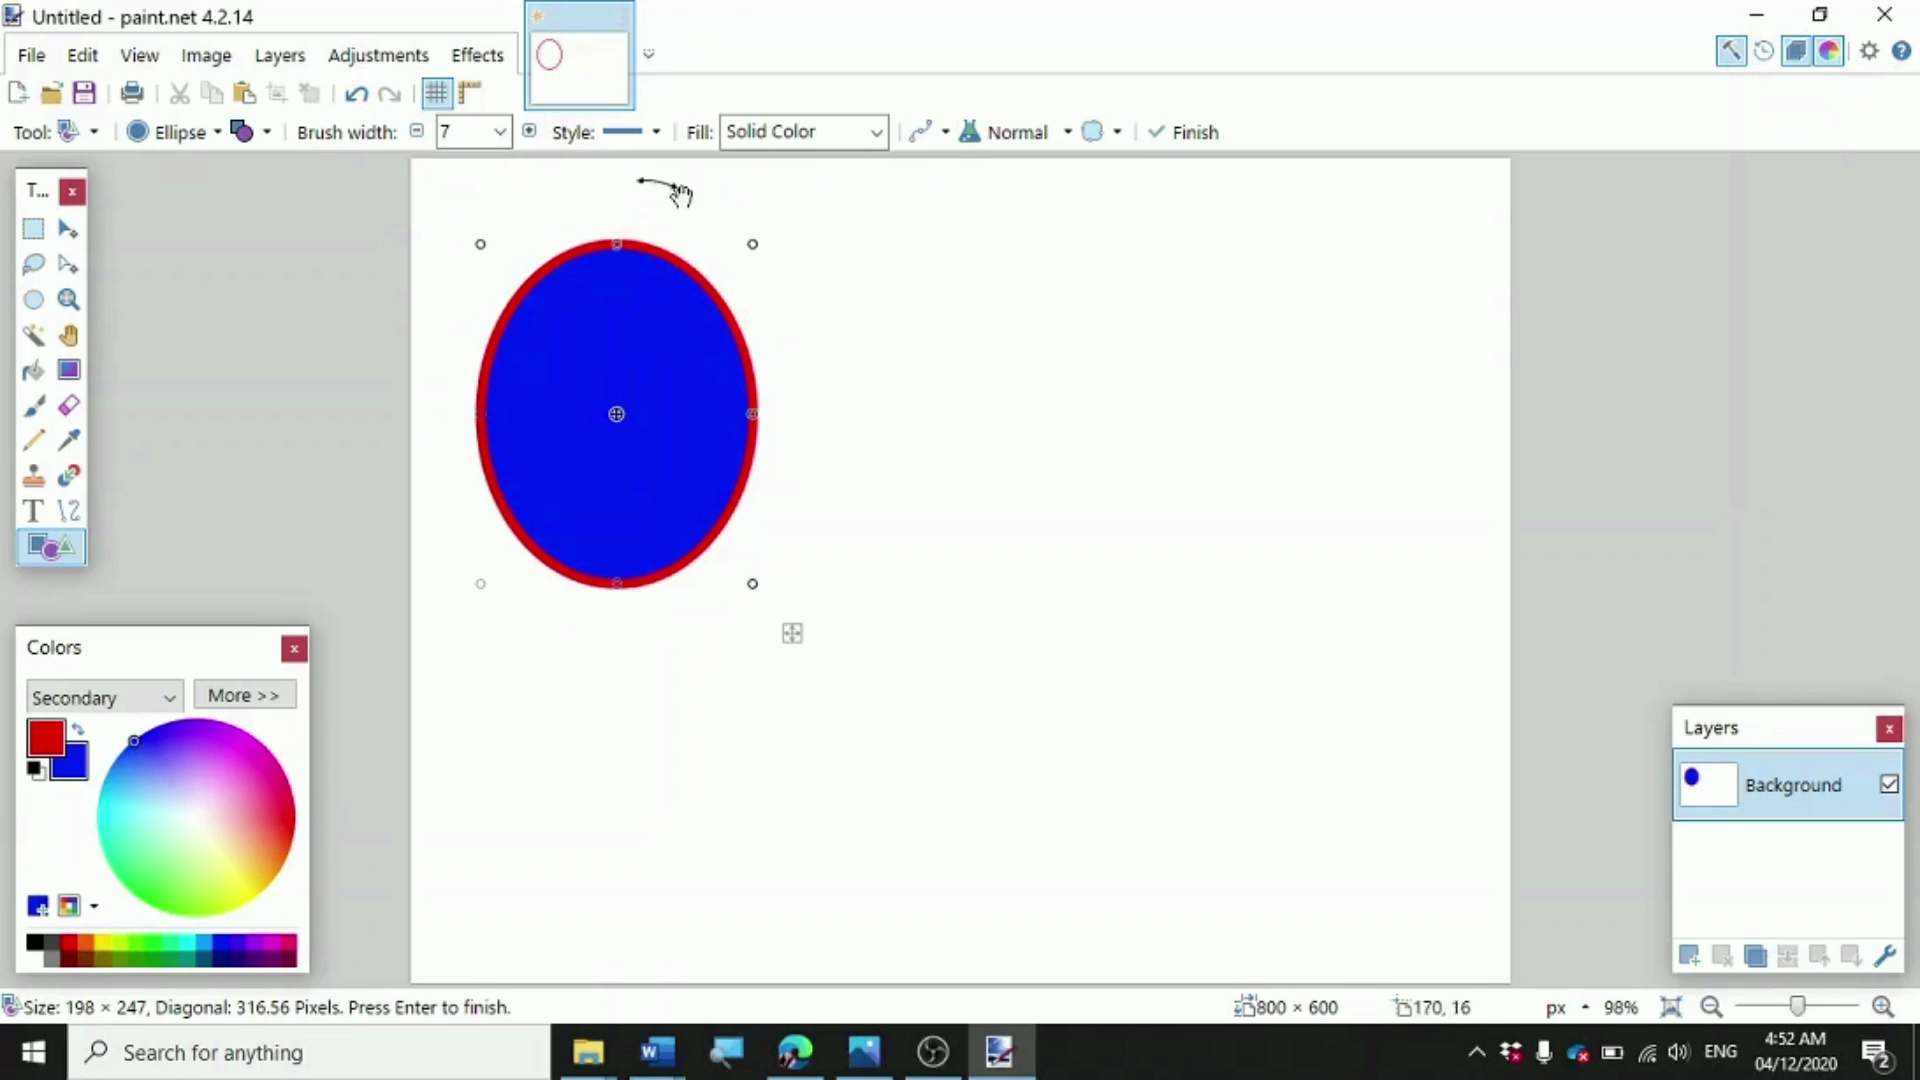 Untitled - paint.net 4.2.14
File Edit View Image Layers Adjustments Effects
Tool: Ellipse Brush width: 7 Style: Fill: Solid Color Normal Finish
T...
T
Colors
Secondary More >>
Layers
Background
Size: 198 × 247, Diagonal: 316.56 Pixels. Press Enter to finish.
800 × 600 170, 16 px 98%
Search for anything
ENG
4:52 AM
04/12/2020
2